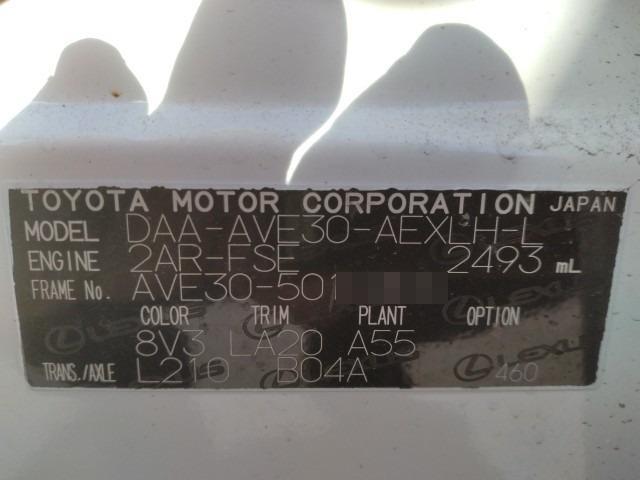 TOYOTA MOTOR CORPORATION JAPAN
MODEL DAA-AVE30-AEXLH-L
ENGINE 2AR-FSE 2493 mL
FRAME No. AVE30-501
COLOR TRIM PLANT OPTION
8V3 LA20 A55
TRANS./AXLE L210 B04A 460